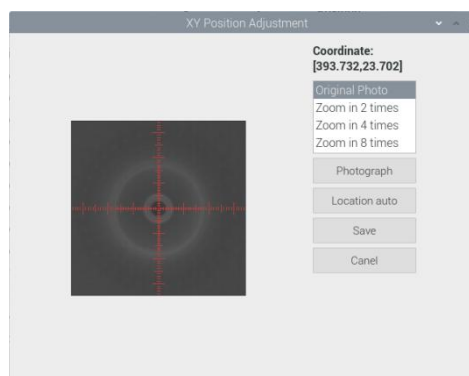 XY Position Adjustment
Coordinate:
[393.732,23.702]
Original Photo
Zoom in 2 times
Zoom in 4 times
Zoom in 8 times
Photograph
Location auto
Save
Canel